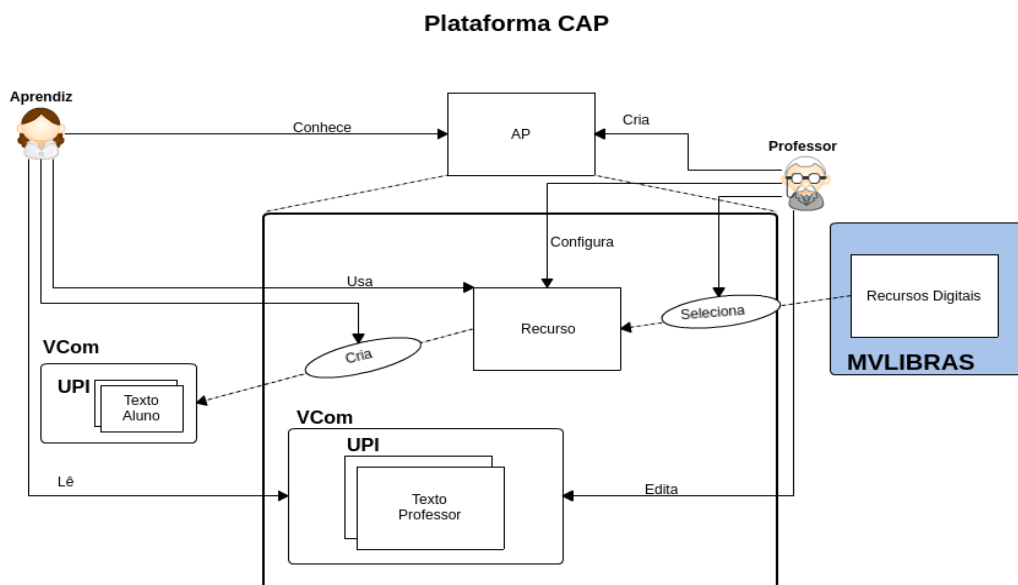 Plataforma CAP
Aprendiz
Conhece
AP
Cria
Professor
Configura
Usa
Recurso
Seleciona
Recursos Digitais
MVLIBRAS
Cria
VCom
UPI
Texto
Aluno
VCom
UPI
Texto
Professor
Lê
Edita